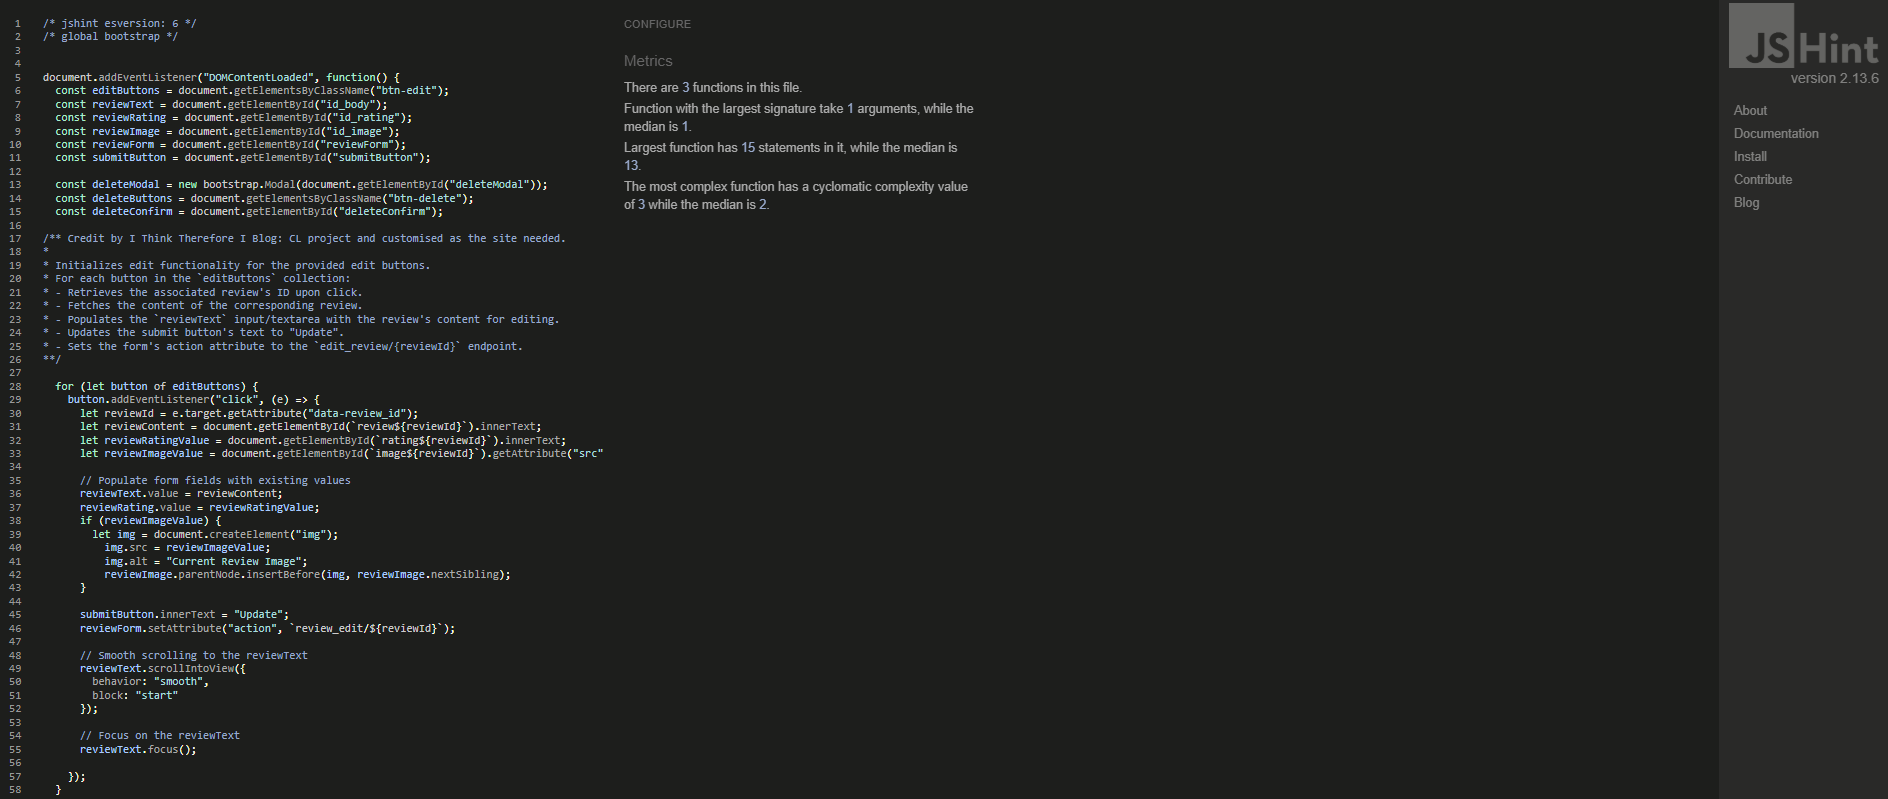 1 /* jshint esversion: 6 */
2 /* global bootstrap */
3
4
5 document.addEventListener("DOMContentLoaded", function() {
6 const editButtons = document.getElementsByClassName("btn-edit");
7 const reviewText = document.getElementById("id_body");
8 const reviewRating = document.getElementById("id_rating");
9 const reviewImage = document.getElementById("id_image");
10 const reviewForm = document.getElementById("reviewForm");
11 const submitButton = document.getElementById("submitButton");
12
13 const deleteModal = new bootstrap.Modal(document.getElementById("deleteModal"));
14 const deleteButtons = document.getElementsByClassName("btn-delete");
15 const deleteConfirm = document.getElementById("deleteConfirm");
16
17 /** Credit by I Think Therefore I Blog: CL project and customised as the site needed.
18 *
19 * Initializes edit functionality for the provided edit buttons.
20 * For each button in the `editButtons` collection:
21 * - Retrieves the associated review's ID upon click.
22 * - Fetches the content of the corresponding review.
23 * - Populates the `reviewText` input/textarea with the review's content for editing.
24 * - Updates the submit button's text to "Update".
25 * - Sets the form's action attribute to the `edit_review/{reviewId}` endpoint.
26 **/
27
28 for (let button of editButtons) {
29 button.addEventListener("click", (e) => {
30 let reviewId = e.target.getAttribute("data-review_id");
31 let reviewContent = document.getElementById(`review${reviewId}`).innerText;
32 let reviewRatingValue = document.getElementById(`rating${reviewId}`).innerText;
33 let reviewImageValue = document.getElementById(`image${reviewId}`).getAttribute("src"
34
35 // Populate form fields with existing values
36 reviewText.value = reviewContent;
37 reviewRating.value = reviewRatingValue;
38 if (reviewImageValue) {
39 let img = document.createElement("img");
40 img.src = reviewImageValue;
41 img.alt = "Current Review Image";
42 reviewImage.parentNode.insertBefore(img, reviewImage.nextSibling);
43 }
44
45 submitButton.innerText = "Update";
46 reviewForm.setAttribute("action", `review_edit/${reviewId}`);
47
48 // Smooth scrolling to the reviewText
49 reviewText.scrollIntoView({
50 behavior: "smooth",
51 block: "start"
52 });
53
54 // Focus on the reviewText
55 reviewText.focus();
56
57 });
58 }
CONFIGURE
Metrics
There are 3 functions in this file.
Function with the largest signature take 1 arguments, while the
median is 1.
Largest function has 15 statements in it, while the median is
13.
The most complex function has a cyclomatic complexity value
of 3 while the median is 2.
JSHint
version 2.13.6
About
Documentation
Install
Contribute
Blog